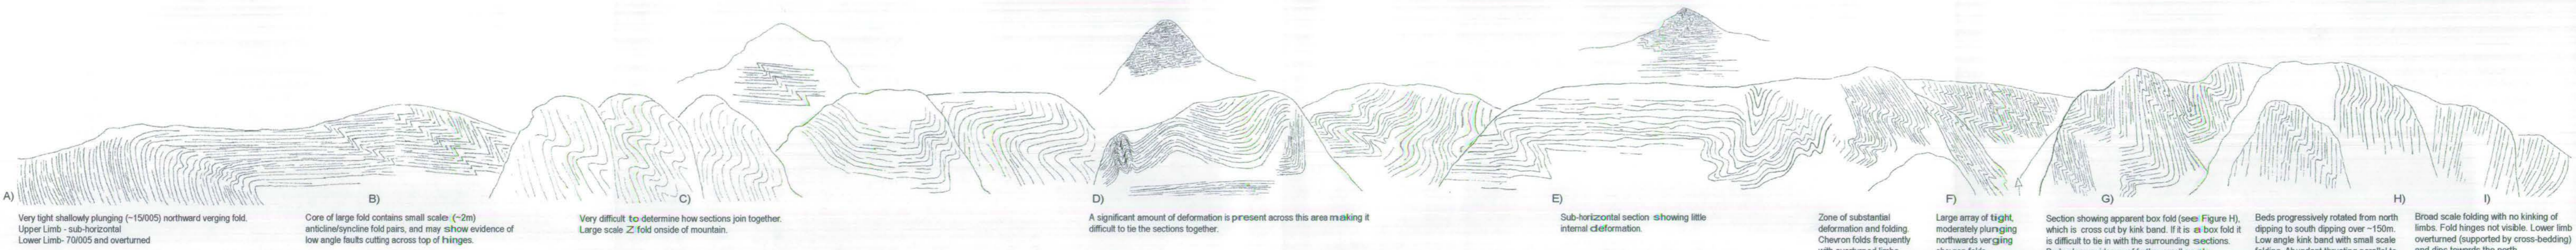 A)
B)
C)
D)
E)
F)
G)
H)
I)
Very tight shallowly plunging (~15/005) northward verging fold.
Upper Limb - sub-horizontal
Lower Limb- 70/005 and overturned
Core of large fold contains small scale (~2m)
anticline/syncline fold pairs, and may show evidence of
low angle faults cutting across top of hinges.
Very difficult to determine how sections join together.
Large scale Z fold onside of mountain.
A significant amount of deformation is present across this area making it
difficult to tie the sections together.
Sub-horizontal section showing little
internal deformation.
Zone of substantial
deformation and folding.
Chevron folds frequently
Large array of tight,
moderately plunging
northwards verging
Section showing apparent box fold (see Figure H),
which is cross cut by kink band. If it is a box fold it
is difficult to tie in with the surrounding sections.
Beds progressively rotated from north
dipping to south dipping over ~150m.
Low angle kink band with small scale
Broad scale folding with no kinking of
limbs. Fold hinges not visible. Lower limb
overturned (supported by cross-bedding)